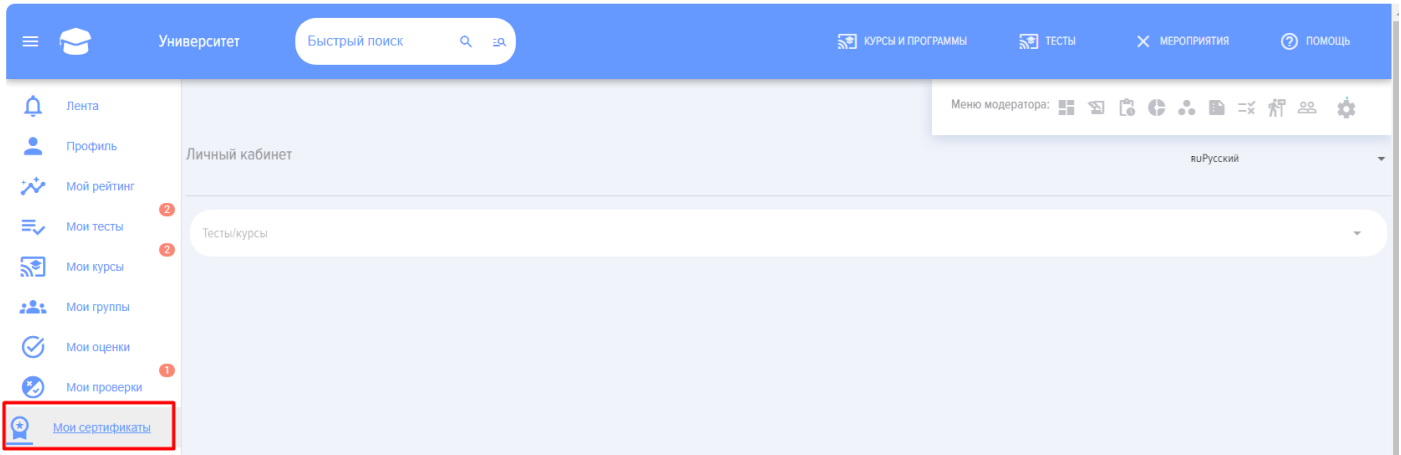 Университет
Быстрый поиск
КУРСЫ И ПРОГРАММЫ
ТЕСТЫ
МЕРОПРИЯТИЯ
ПОМОЩЬ
Меню модератора:
Лента
Профиль
Мой рейтинг
2
Мои тесты
2
Мои курсы
Мои группы
Мои оценки
1
Мои проверки
Мои сертификаты
Личный кабинет
RUРусский
Тесты/курсы